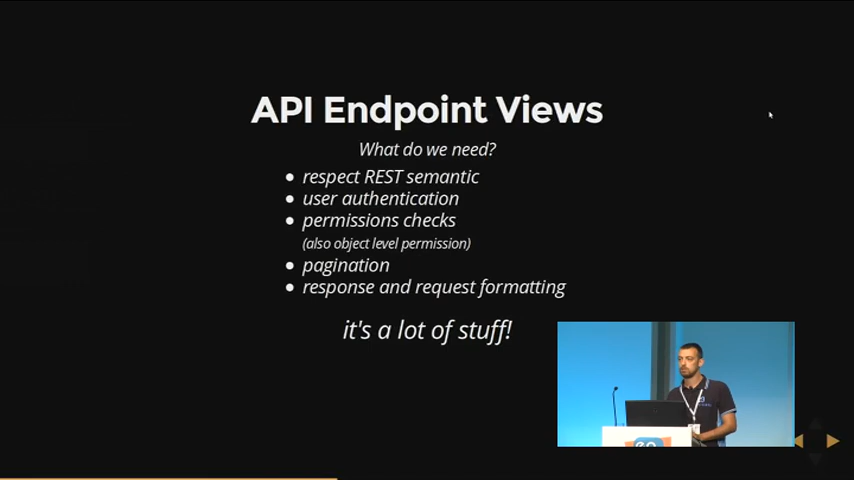 API Endpoint Views
What do we need?
respect REST semantic
user authentication
permissions checks
(also object level permission)
pagination
response and request formatting
it's a lot of stuff!